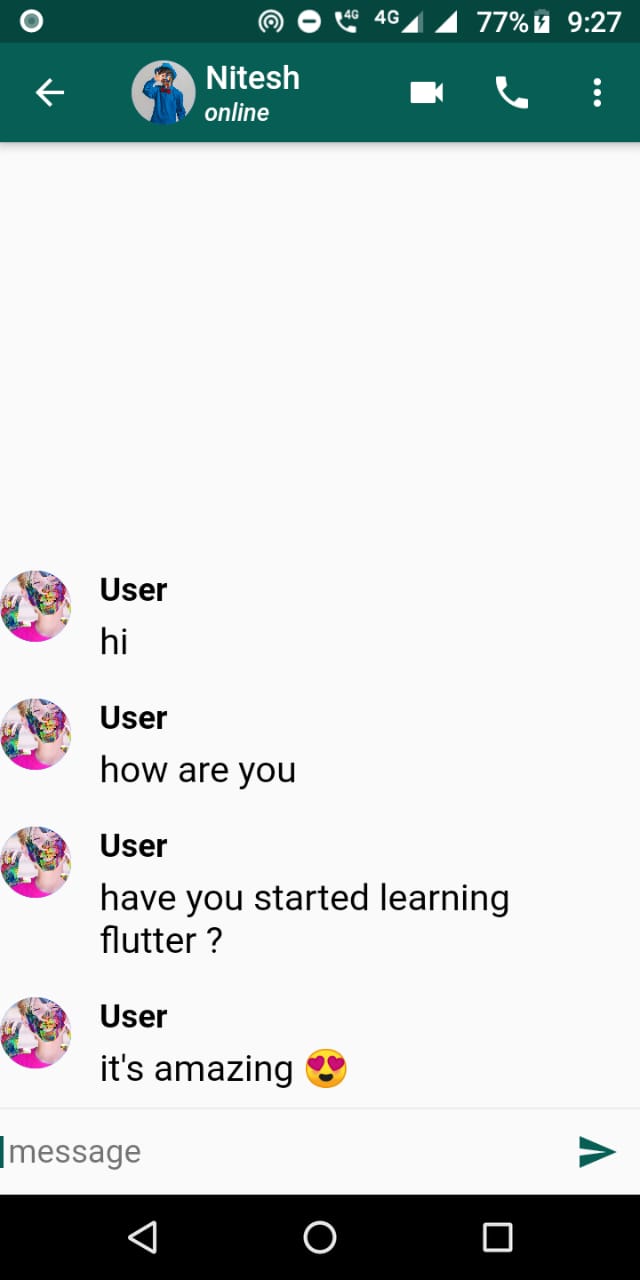 4G 4G 77% 9:27
Nitesh
online
User
hi
User
how are you
User
have you started learning
flutter ?
User
it's amazing 😍
message